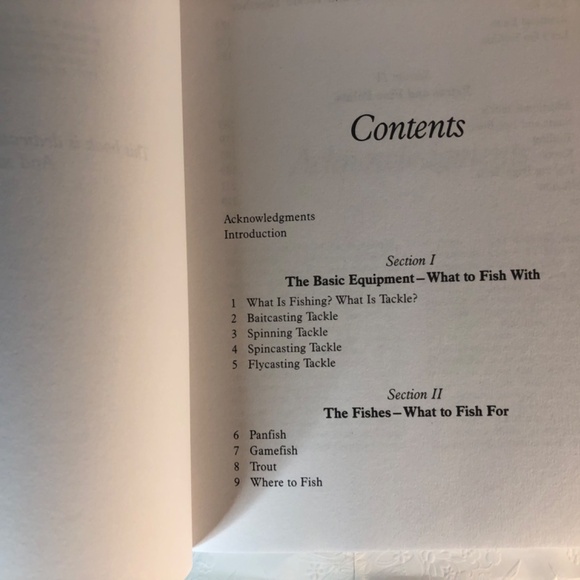 Contents
Acknowledgments
Introduction
Section I
The Basic Equipment—What to Fish With
1 What Is Fishing? What Is Tackle?
2 Baitcasting Tackle
3 Spinning Tackle
4 Spincasting Tackle
5 Flycasting Tackle
Section II
The Fishes—What to Fish For
6 Panfish
7 Gamefish
8 Trout
9 Where to Fish